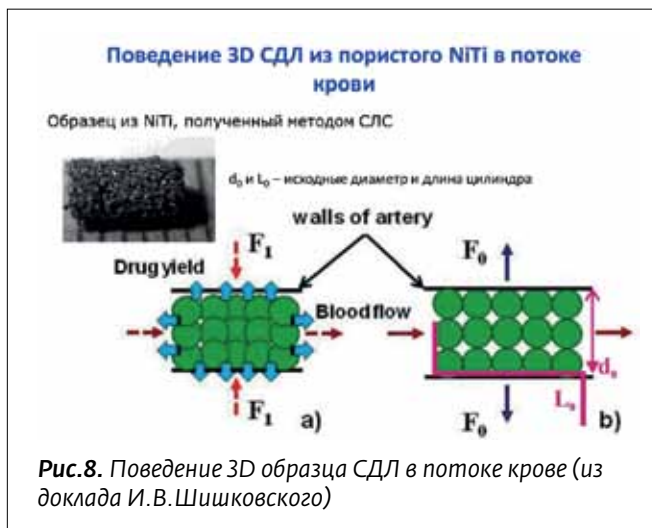 Поведение 3D СДЛ из пористого NiTi в потоке
крови
Образец из NiTi, полученный методом СЛС
d₀ и L₀ – исходные диаметр и длина цилиндра
walls of artery
F₁
F₀
Drug yield
Blood flow
d₀
F₁
a)
F₀
L₀
b)
Рис.8. Поведение 3D образца СДЛ в потоке крове (из
доклада И.В.Шишковского)